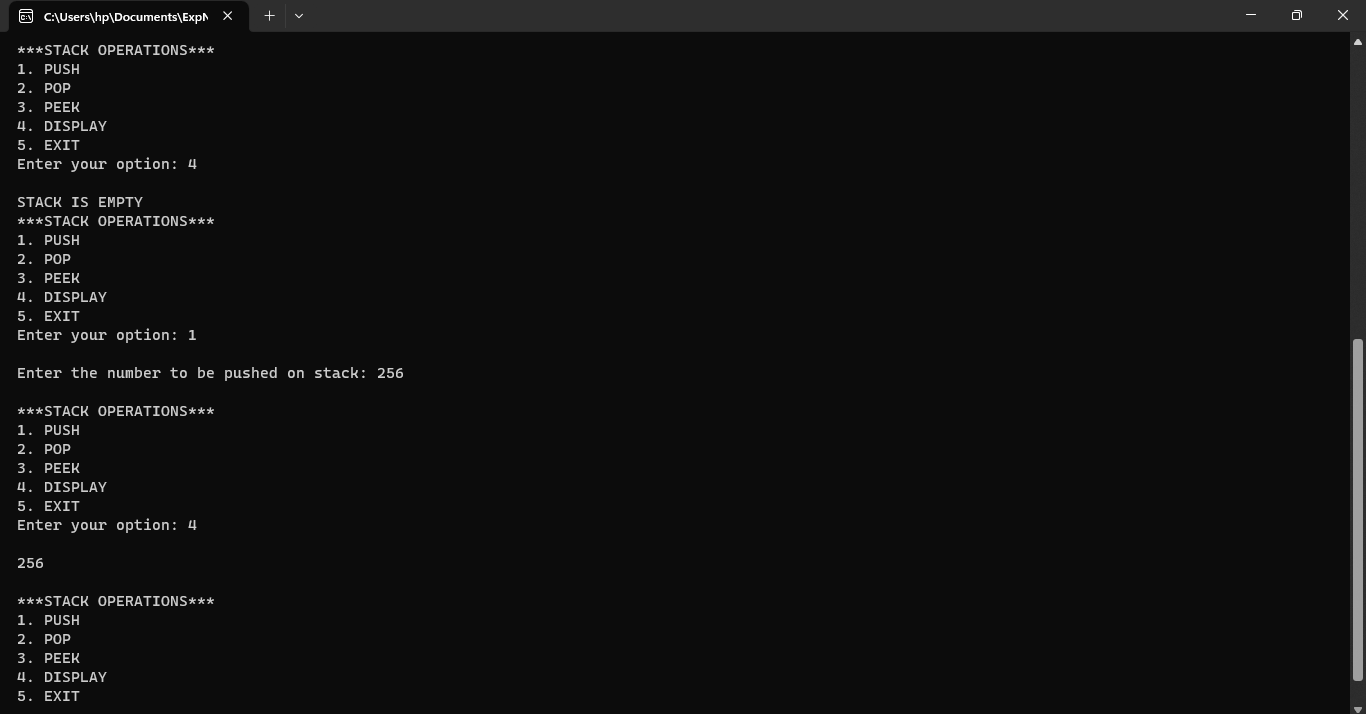 C:\Users\hp\Documents\ExpN
***STACK OPERATIONS***
1. PUSH
2. POP
3. PEEK
4. DISPLAY
5. EXIT
Enter your option: 4
STACK IS EMPTY
***STACK OPERATIONS***
1. PUSH
2. POP
3. PEEK
4. DISPLAY
5. EXIT
Enter your option: 1
Enter the number to be pushed on stack: 256
***STACK OPERATIONS***
1. PUSH
2. POP
3. PEEK
4. DISPLAY
5. EXIT
Enter your option: 4
256
***STACK OPERATIONS***
1. PUSH
2. POP
3. PEEK
4. DISPLAY
5. EXIT